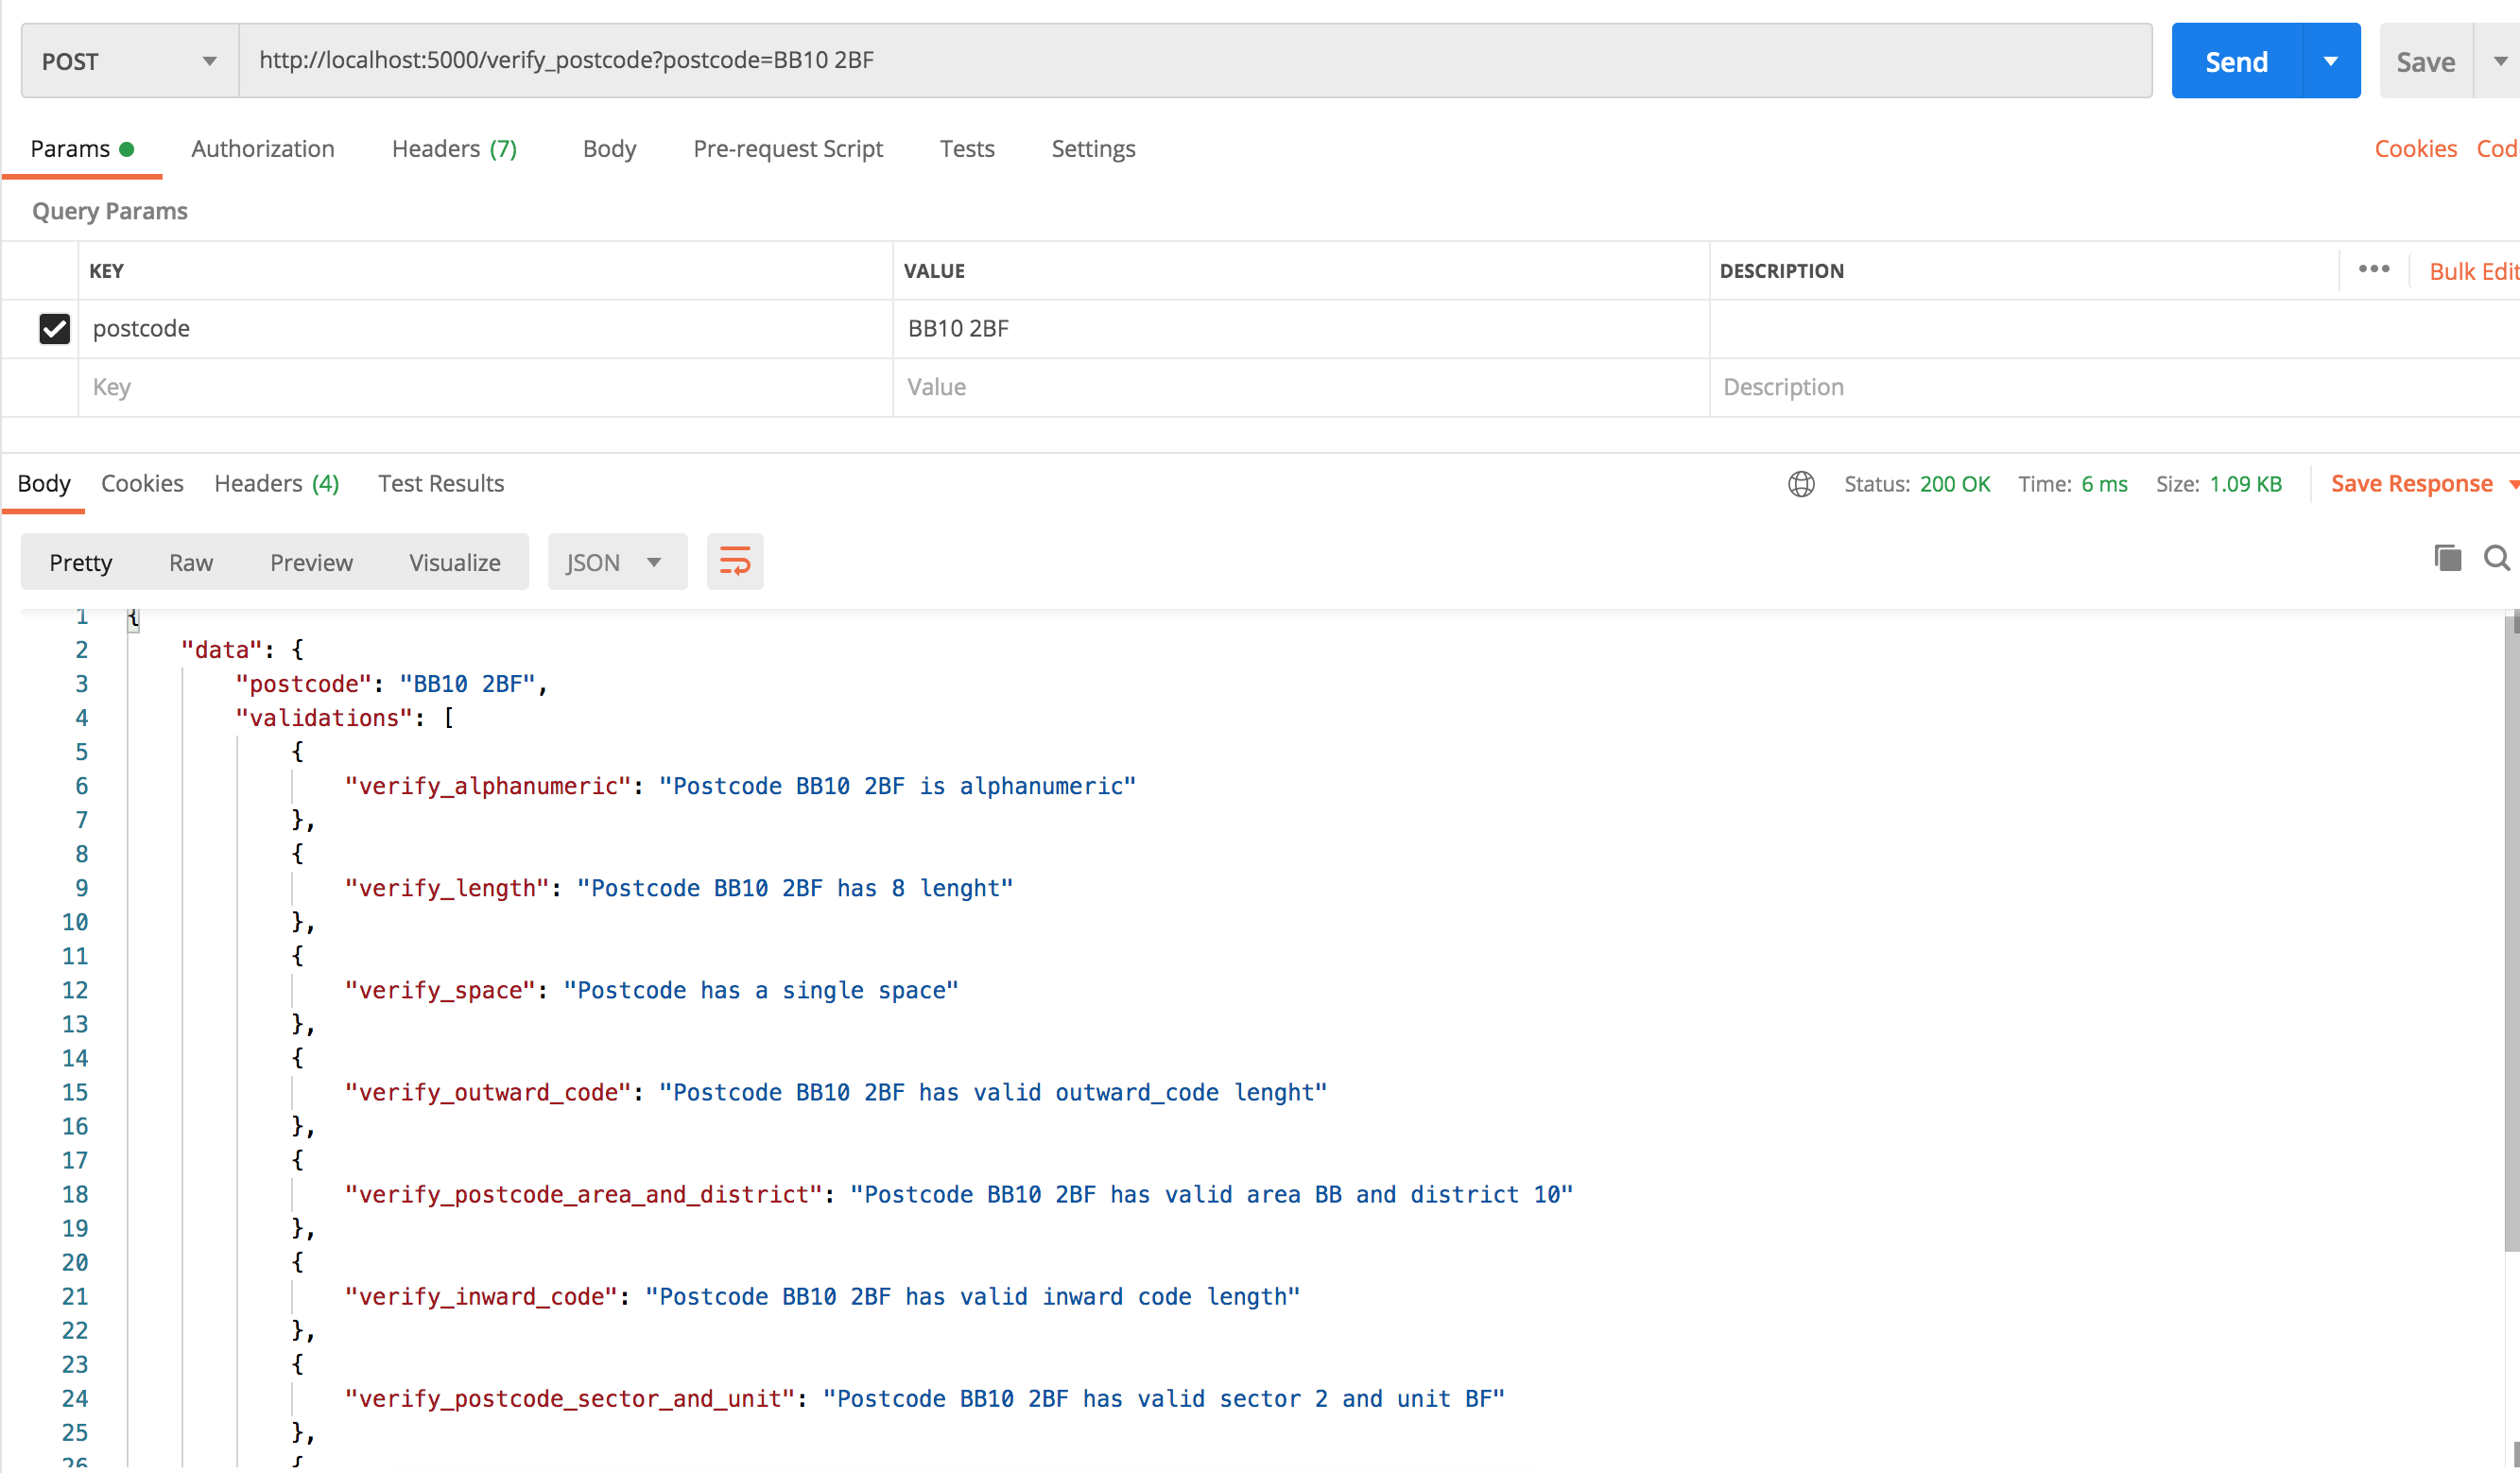 POST http://localhost:5000/verify_postcode?postcode=BB10 2BF Send Save
Params Authorization Headers (7) Body Pre-request Script Tests Settings Cookies Cod
Query Params
KEY VALUE DESCRIPTION ••• Bulk Edit
postcode BB10 2BF
Key Value Description
Body Cookies Headers (4) Test Results Status: 200 OK Time: 6 ms Size: 1.09 KB Save Response
Pretty Raw Preview Visualize JSON
1 {
2 "data": {
3 "postcode": "BB10 2BF",
4 "validations": [
5 {
6 "verify_alphanumeric": "Postcode BB10 2BF is alphanumeric"
7 },
8 {
9 "verify_length": "Postcode BB10 2BF has 8 lenght"
10 },
11 {
12 "verify_space": "Postcode has a single space"
13 },
14 {
15 "verify_outward_code": "Postcode BB10 2BF has valid outward_code lenght"
16 },
17 {
18 "verify_postcode_area_and_district": "Postcode BB10 2BF has valid area BB and district 10"
19 },
20 {
21 "verify_inward_code": "Postcode BB10 2BF has valid inward code length"
22 },
23 {
24 "verify_postcode_sector_and_unit": "Postcode BB10 2BF has valid sector 2 and unit BF"
25 },
26 {